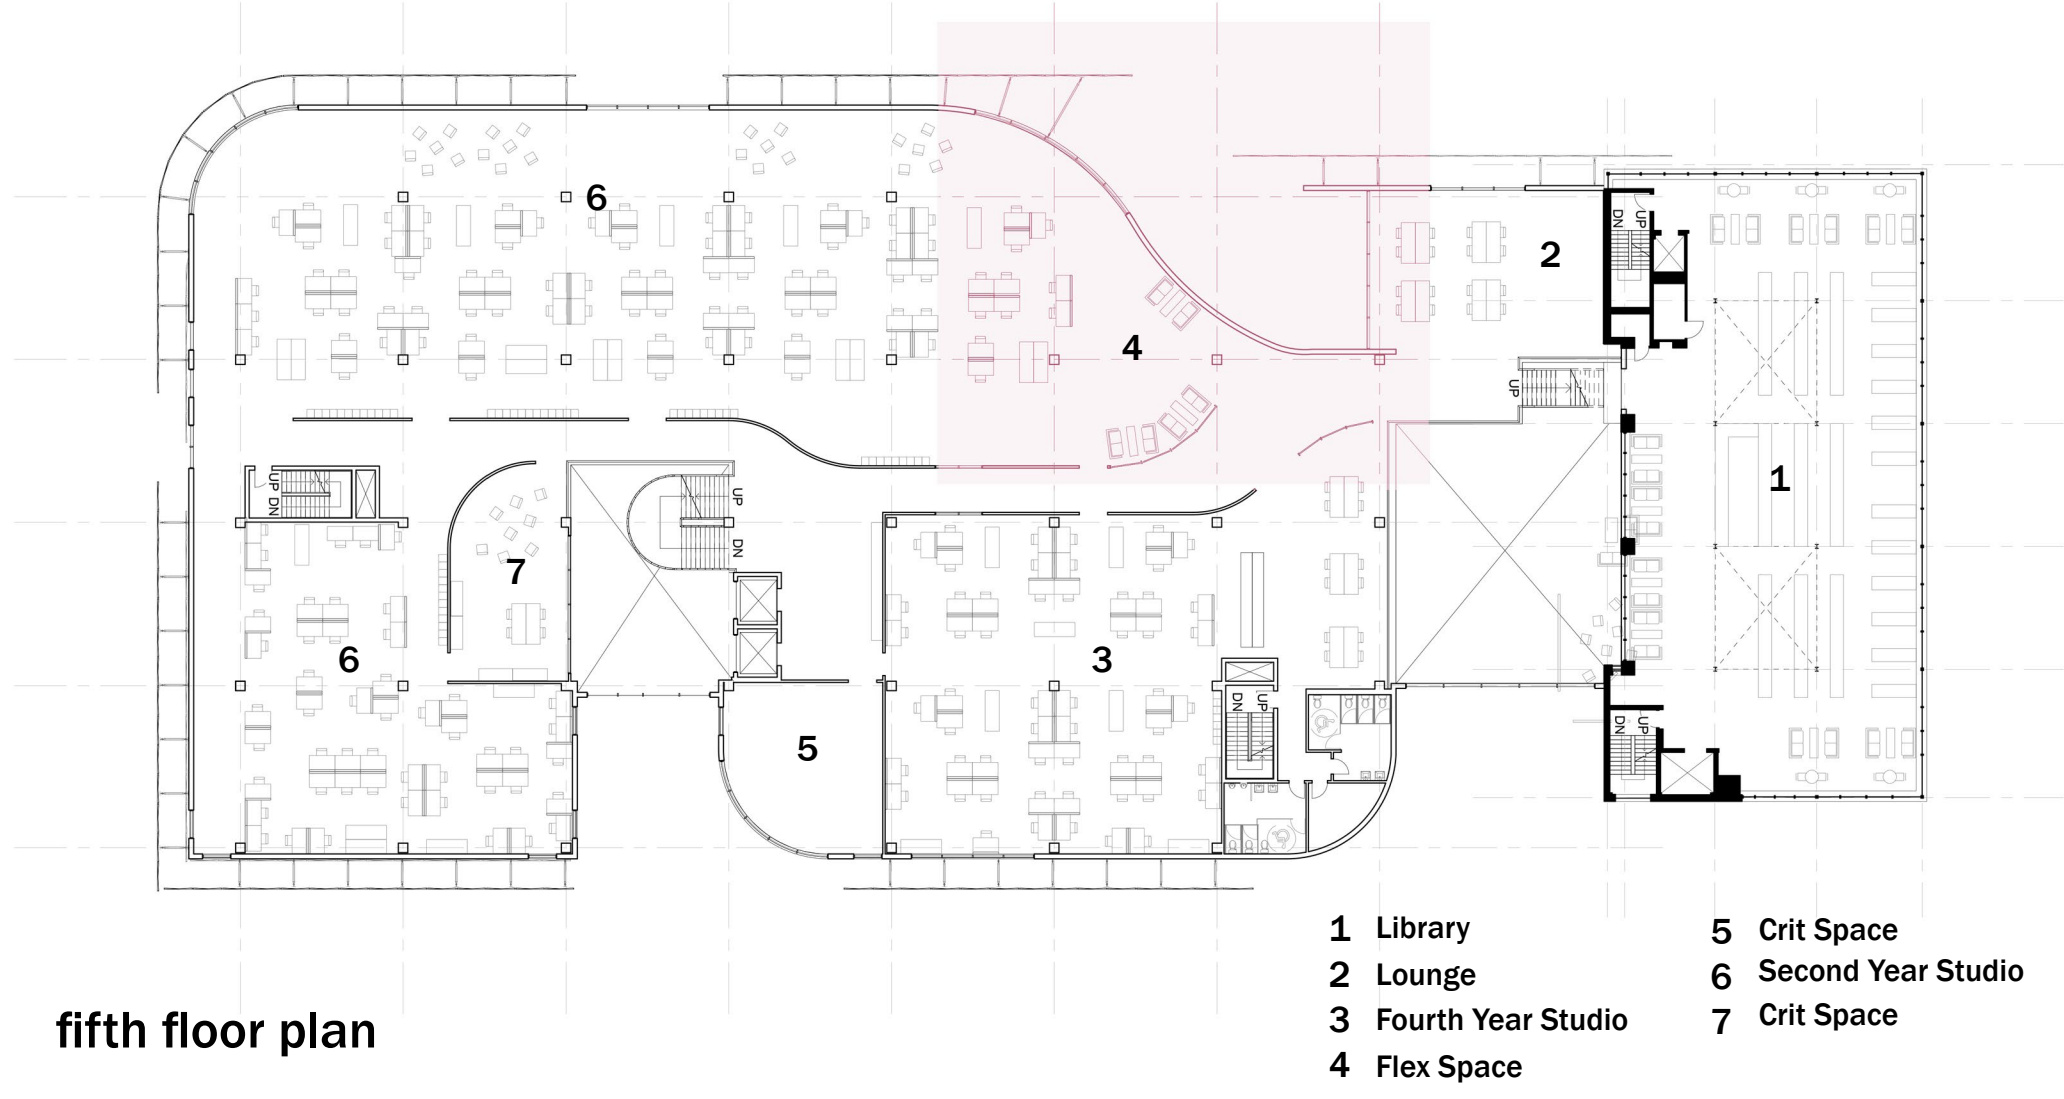 6
2
4
1
7
6
3
5
DN UP
UP
UP DN
UP
DN
DN UP
DN UP
1 Library
2 Lounge
3 Fourth Year Studio
4 Flex Space
5 Crit Space
6 Second Year Studio
7 Crit Space
fifth floor plan